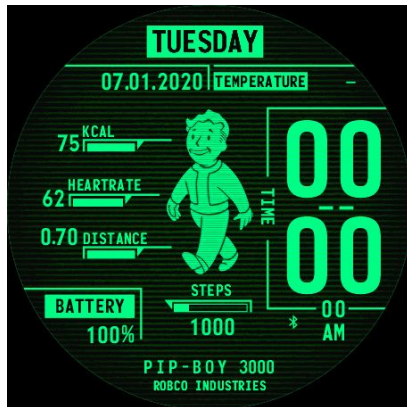 TUESDAY
07.01.2020 TEMPERATURE –
75 KCAL
62 HEARTRATE
0.70 DISTANCE
TIME
00
00
00
AM
STEPS
1000
BATTERY
100%
PIP-BOY 3000
ROBCO INDUSTRIES